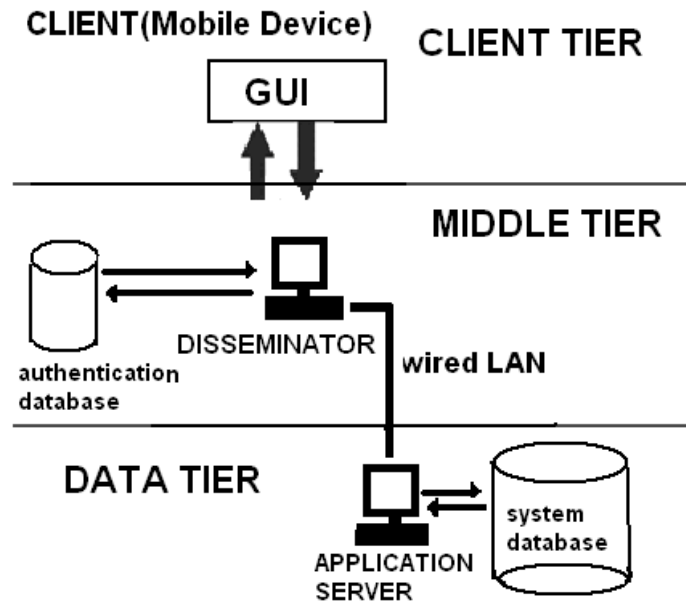 CLIENT(Mobile Device)
CLIENT TIER
GUI
MIDDLE TIER
DISSEMINATOR
authentication
database
wired LAN
DATA TIER
system
database
APPLICATION
SERVER